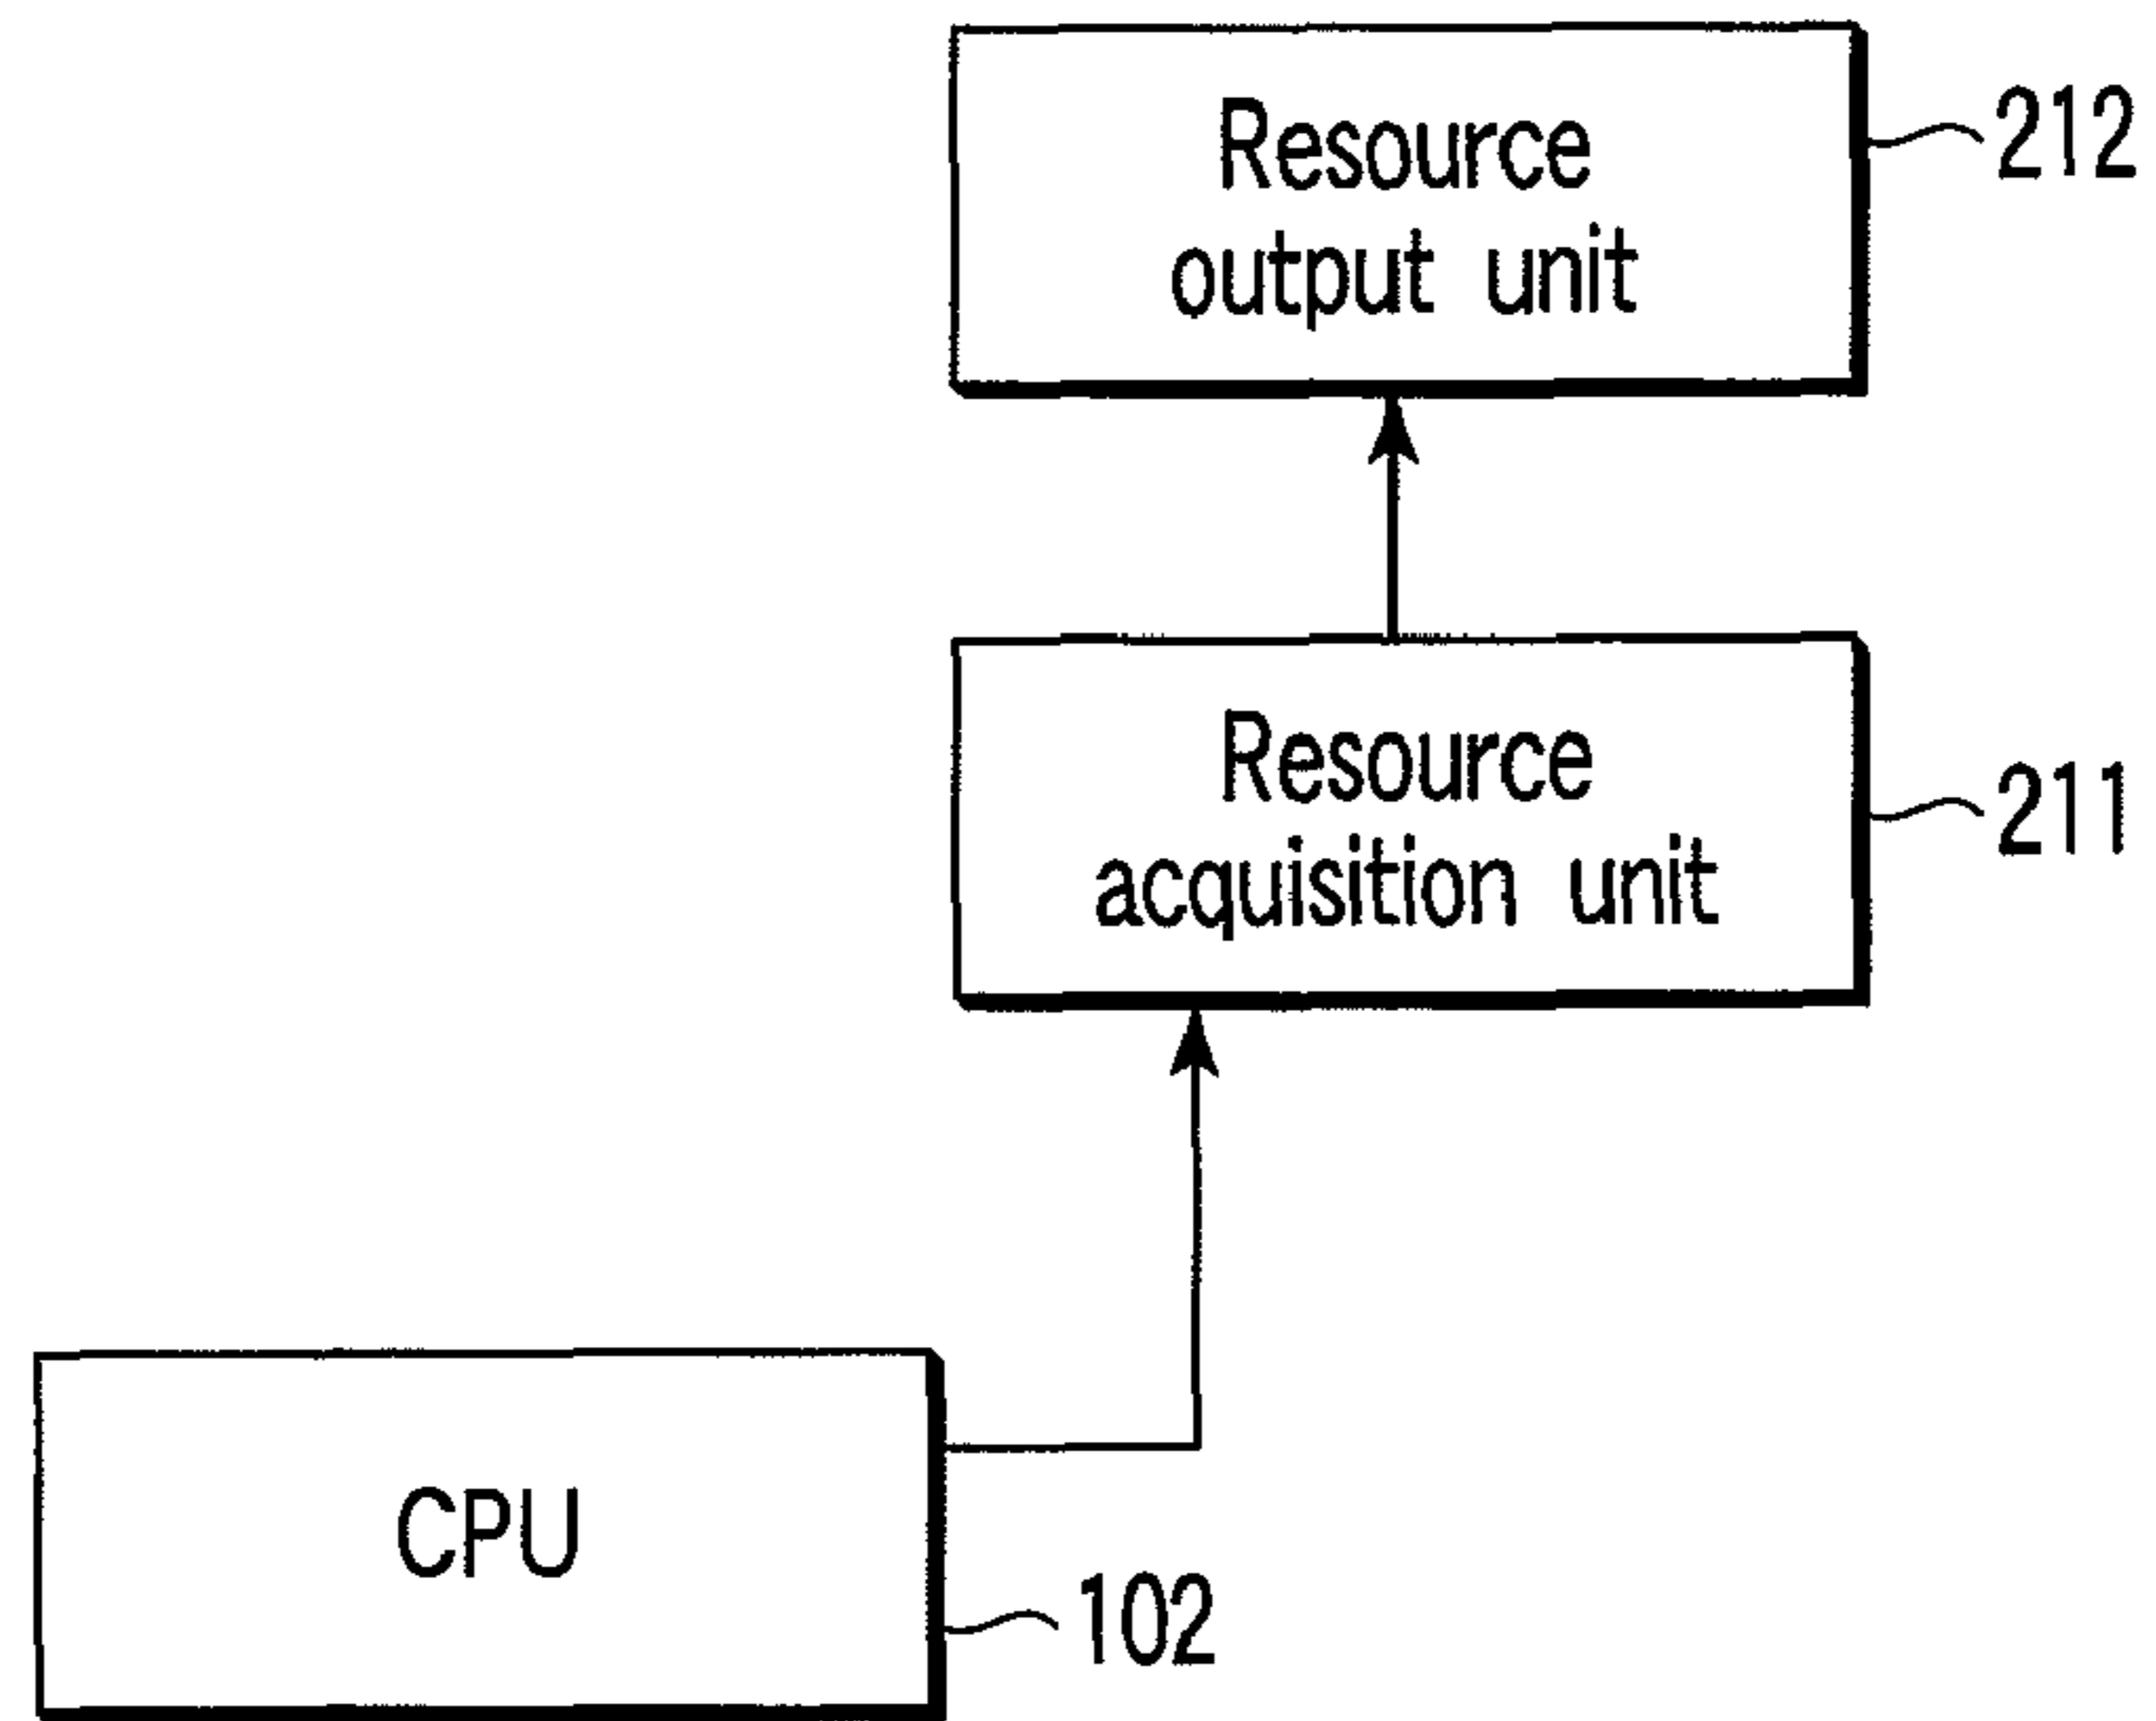 Resource
output unit
212
Resource
acquisition unit
211
CPU
102